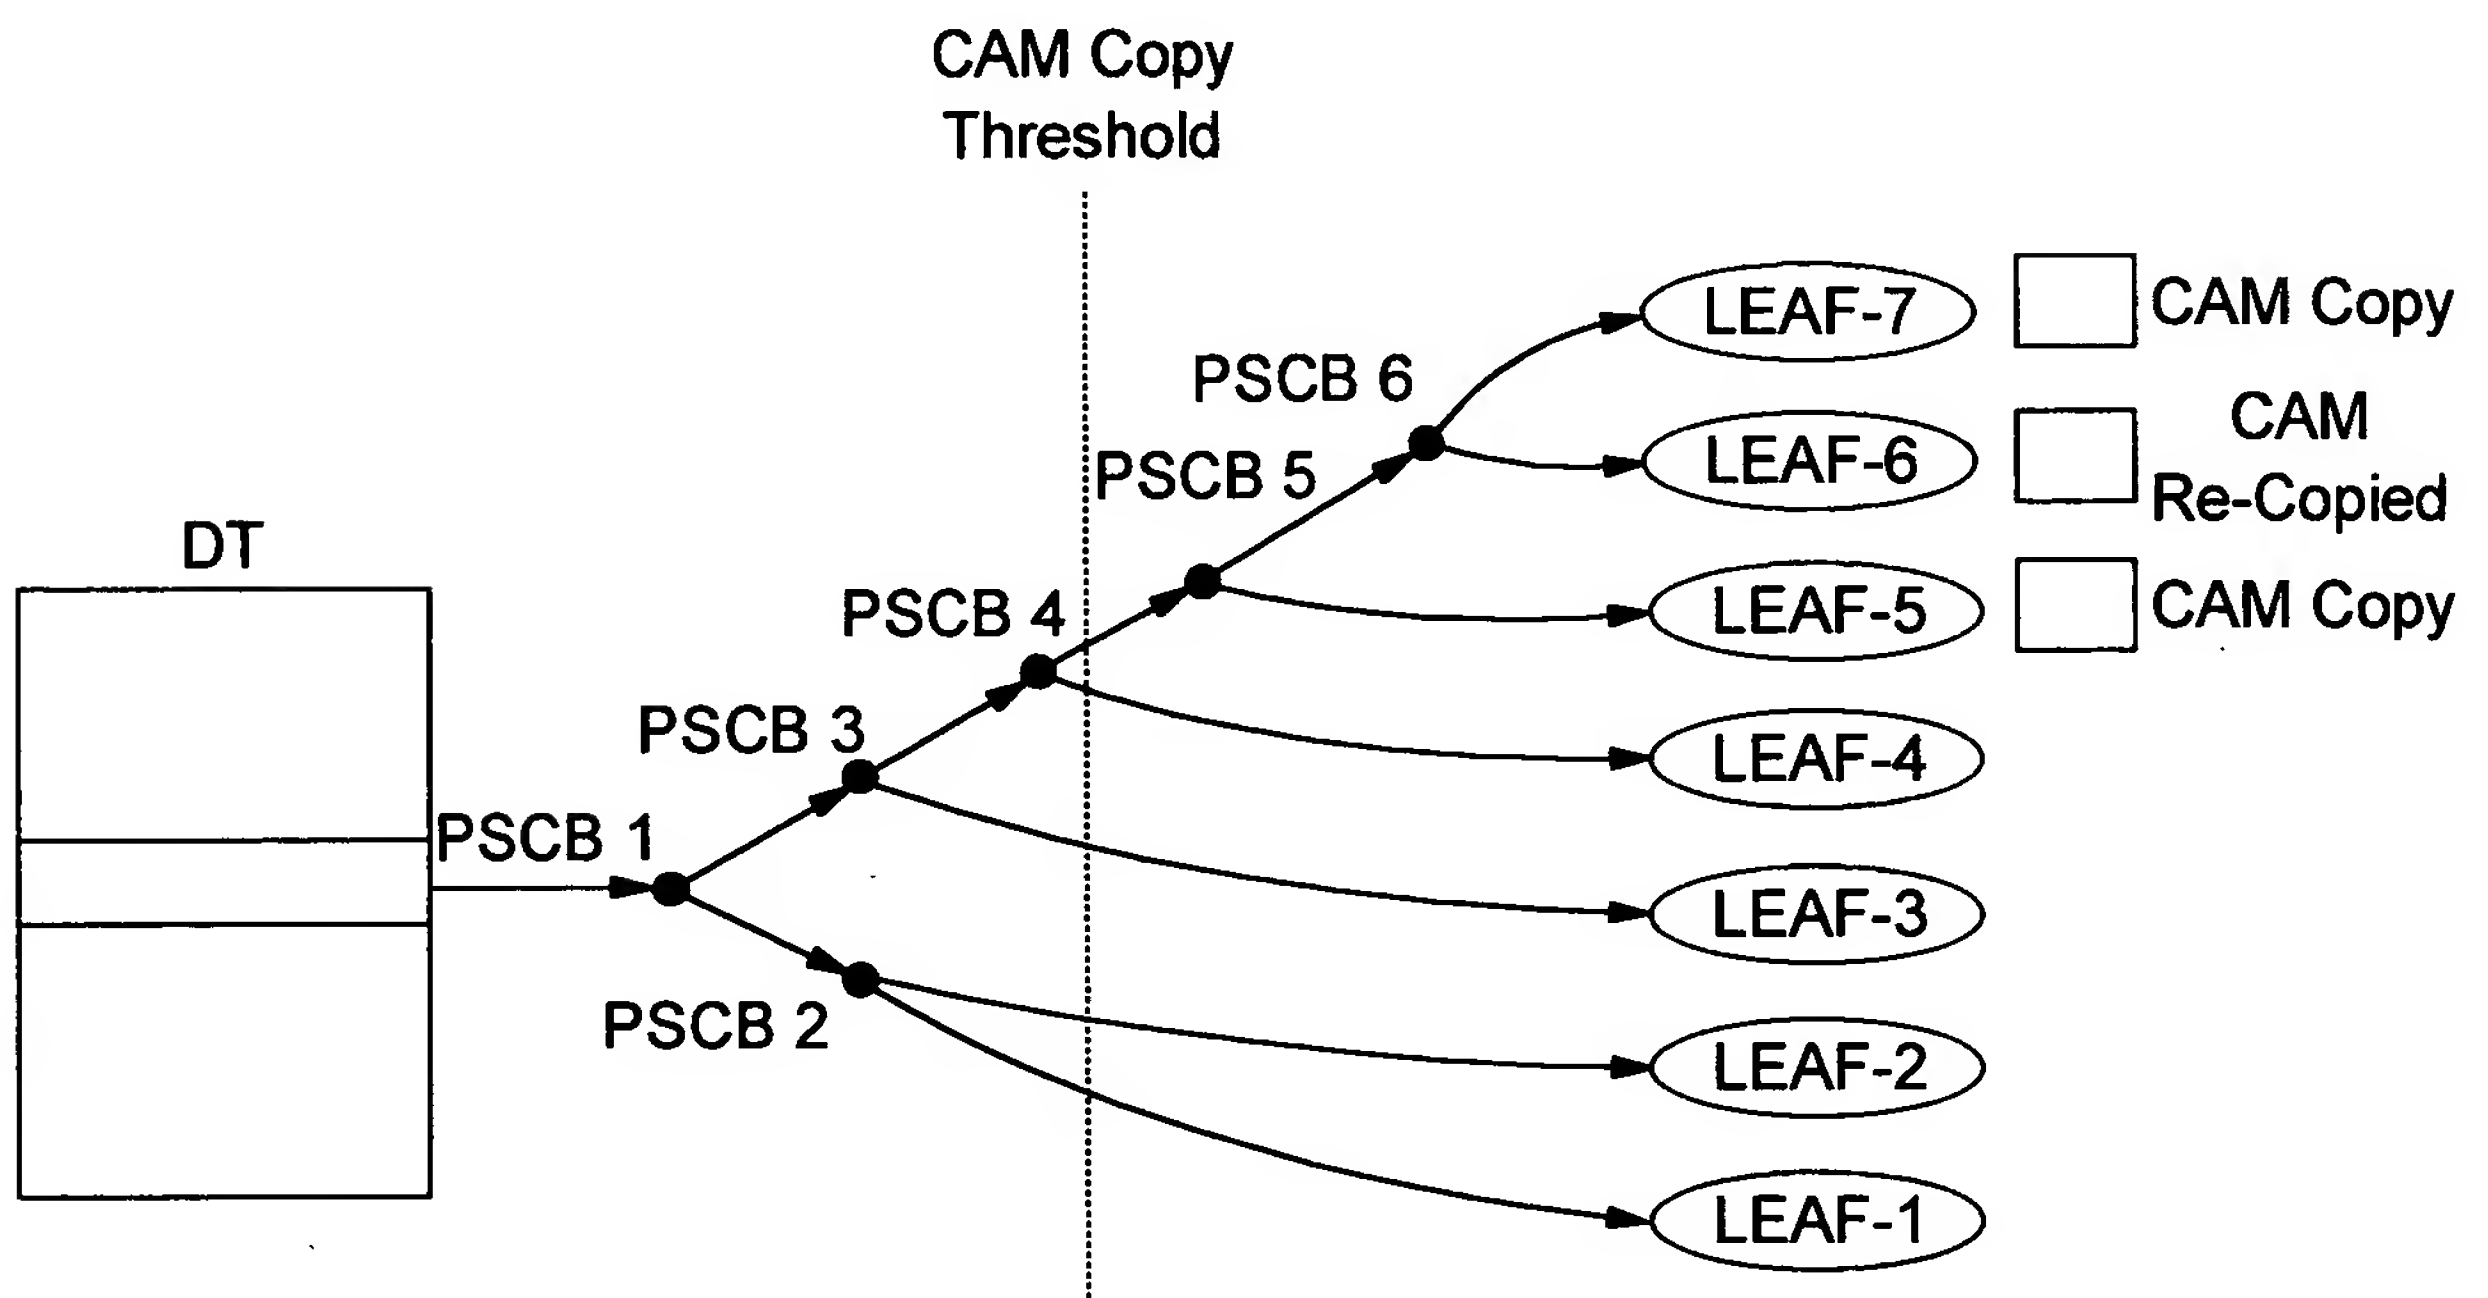 CAM Copy
Threshold
LEAF-7
CAM Copy
PSCB 6
LEAF-6
CAM
Re-Copied
PSCB 5
DT
PSCB 4
LEAF-5
CAM Copy
PSCB 3
LEAF-4
PSCB 1
LEAF-3
PSCB 2
LEAF-2
LEAF-1